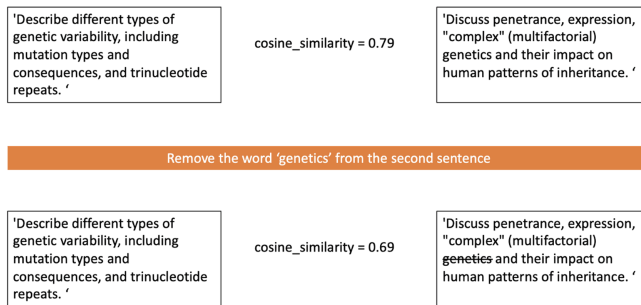 'Describe different types of
genetic variability, including
mutation types and
consequences, and trinucleotide
repeats. ‘
cosine_similarity = 0.79
'Discuss penetrance, expression,
"complex" (multifactorial)
genetics and their impact on
human patterns of inheritance. ‘
Remove the word ‘genetics’ from the second sentence
'Describe different types of
genetic variability, including
mutation types and
consequences, and trinucleotide
repeats. ‘
cosine_similarity = 0.69
'Discuss penetrance, expression,
"complex" (multifactorial)
genetics and their impact on
human patterns of inheritance. ‘